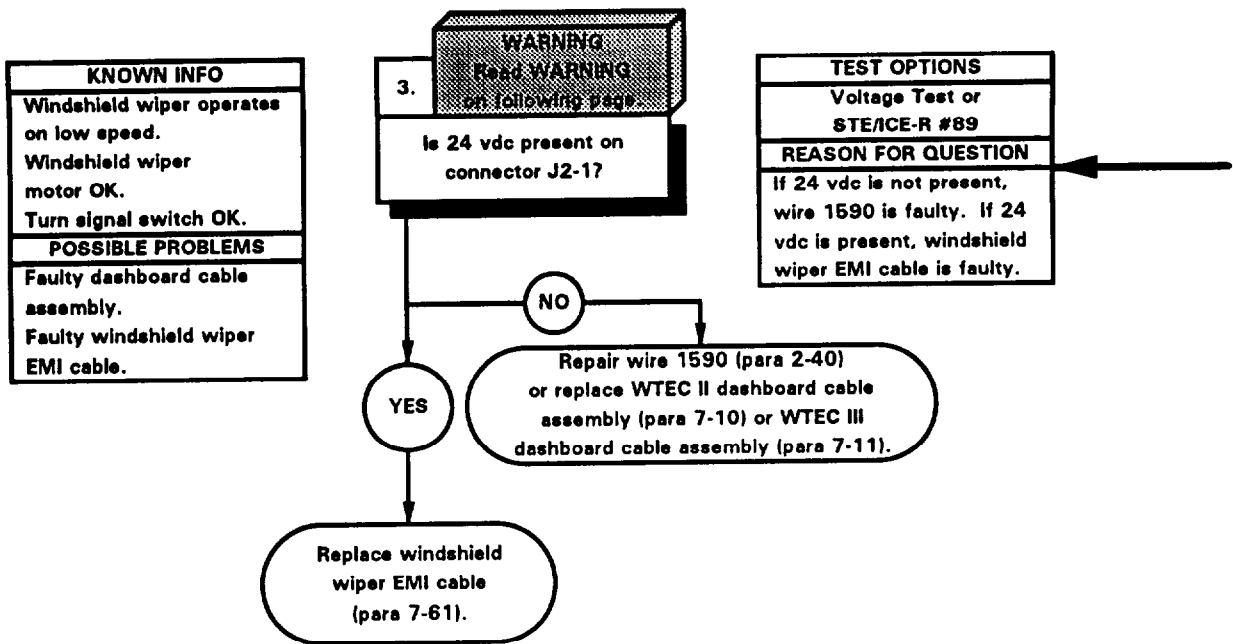 KNOWN INFO
Windshield wiper operates
on low speed.
Windshield wiper
motor OK.
Turn signal switch OK.
POSSIBLE PROBLEMS
Faulty dashboard cable
assembly.
Faulty windshield wiper
EMI cable.
3.
WARNING
Read WARNING
on following page.
Is 24 vdc present on
connector J2-1?
TEST OPTIONS
Voltage Test or
STE/ICE-R #89
REASON FOR QUESTION
If 24 vdc is not present,
wire 1590 is faulty. If 24
vdc is present, windshield
wiper EMI cable is faulty.
NO
Repair wire 1590 (para 2-40)
or replace WTEC II dashboard cable
assembly (para 7-10) or WTEC III
dashboard cable assembly (para 7-11).
YES
Replace windshield
wiper EMI cable
(para 7-61).